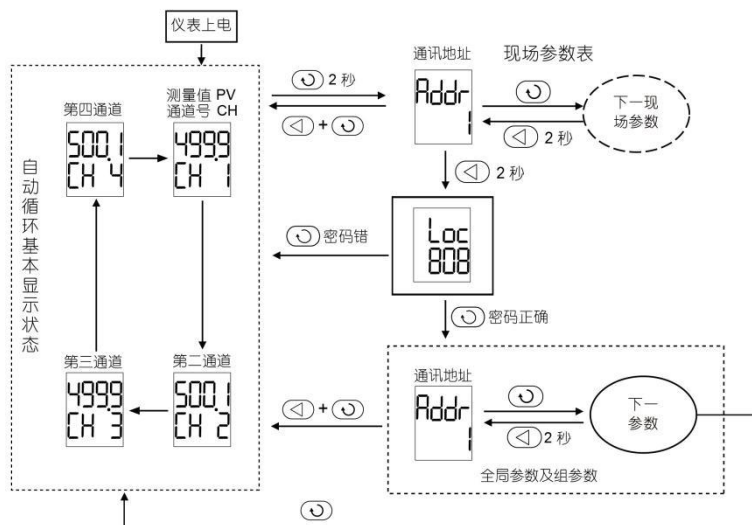 仪表上电
自动循环基本显示状态
第四通道
500.1
CH 4
测量值 PV
通道号 CH
499.9
CH 1
第三通道
499.9
CH 3
第二通道
500.1
CH 2
2 秒
+
通讯地址
Addr
1
现场参数表
2 秒
下一现
场参数
2 秒
密码错
Loc
808
密码正确
+
通讯地址
Addr
1
2 秒
下一
参数
全局参数及组参数